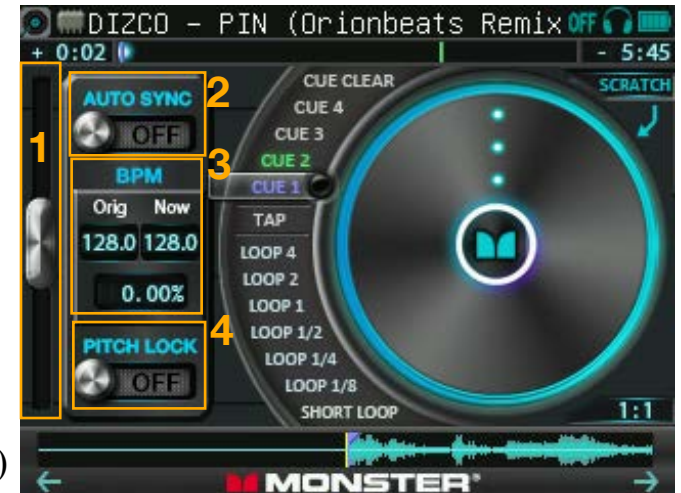 DIZCO - PIN (Orionbeats Remix OFF
+ 0:02 - 5:45
1
2
AUTO SYNC
OFF
3
BPM
Orig Now
128.0 128.0
0.00%
4
PITCH LOCK
OFF
CUE CLEAR
CUE 4
CUE 3
CUE 2
CUE 1
TAP
LOOP 4
LOOP 2
LOOP 1
LOOP 1/2
LOOP 1/4
LOOP 1/8
SHORT LOOP
SCRATCH
1:1
)
← MONSTER® →